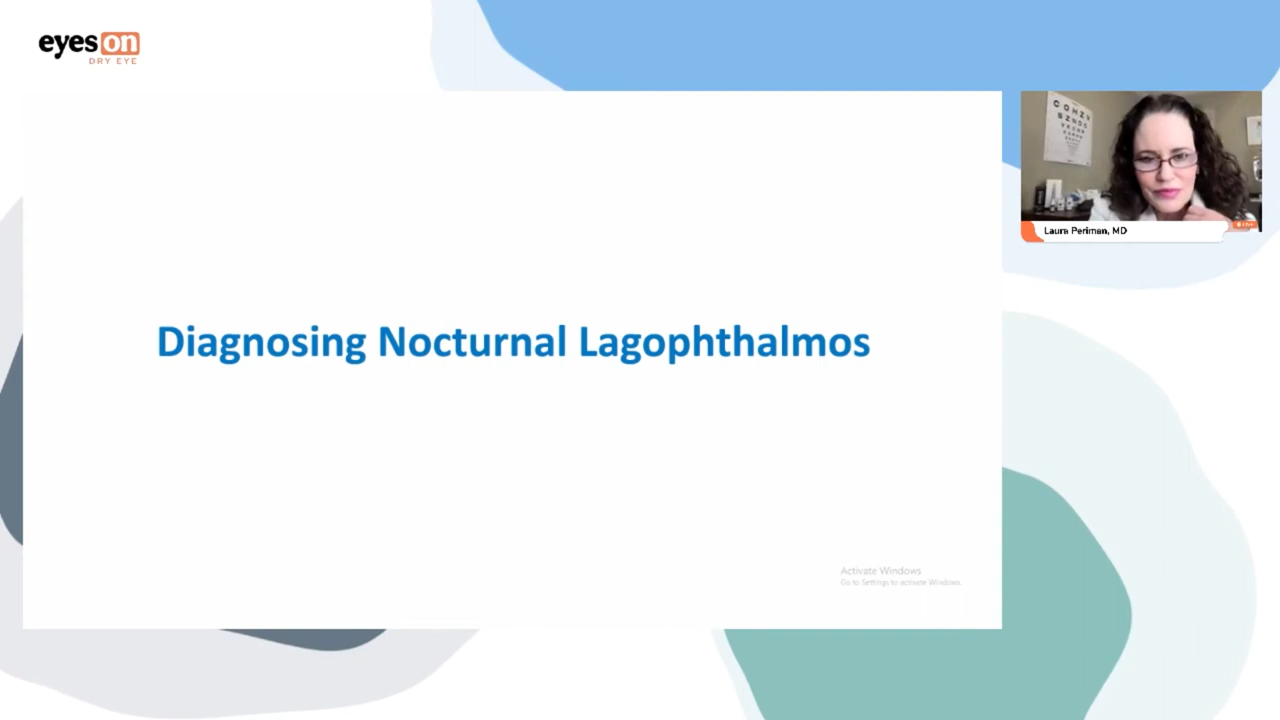 eyes on
DRY EYE
Diagnosing Nocturnal Lagophthalmos
Activate Windows
Go to Settings to activate Windows.
Laura Periman, MD